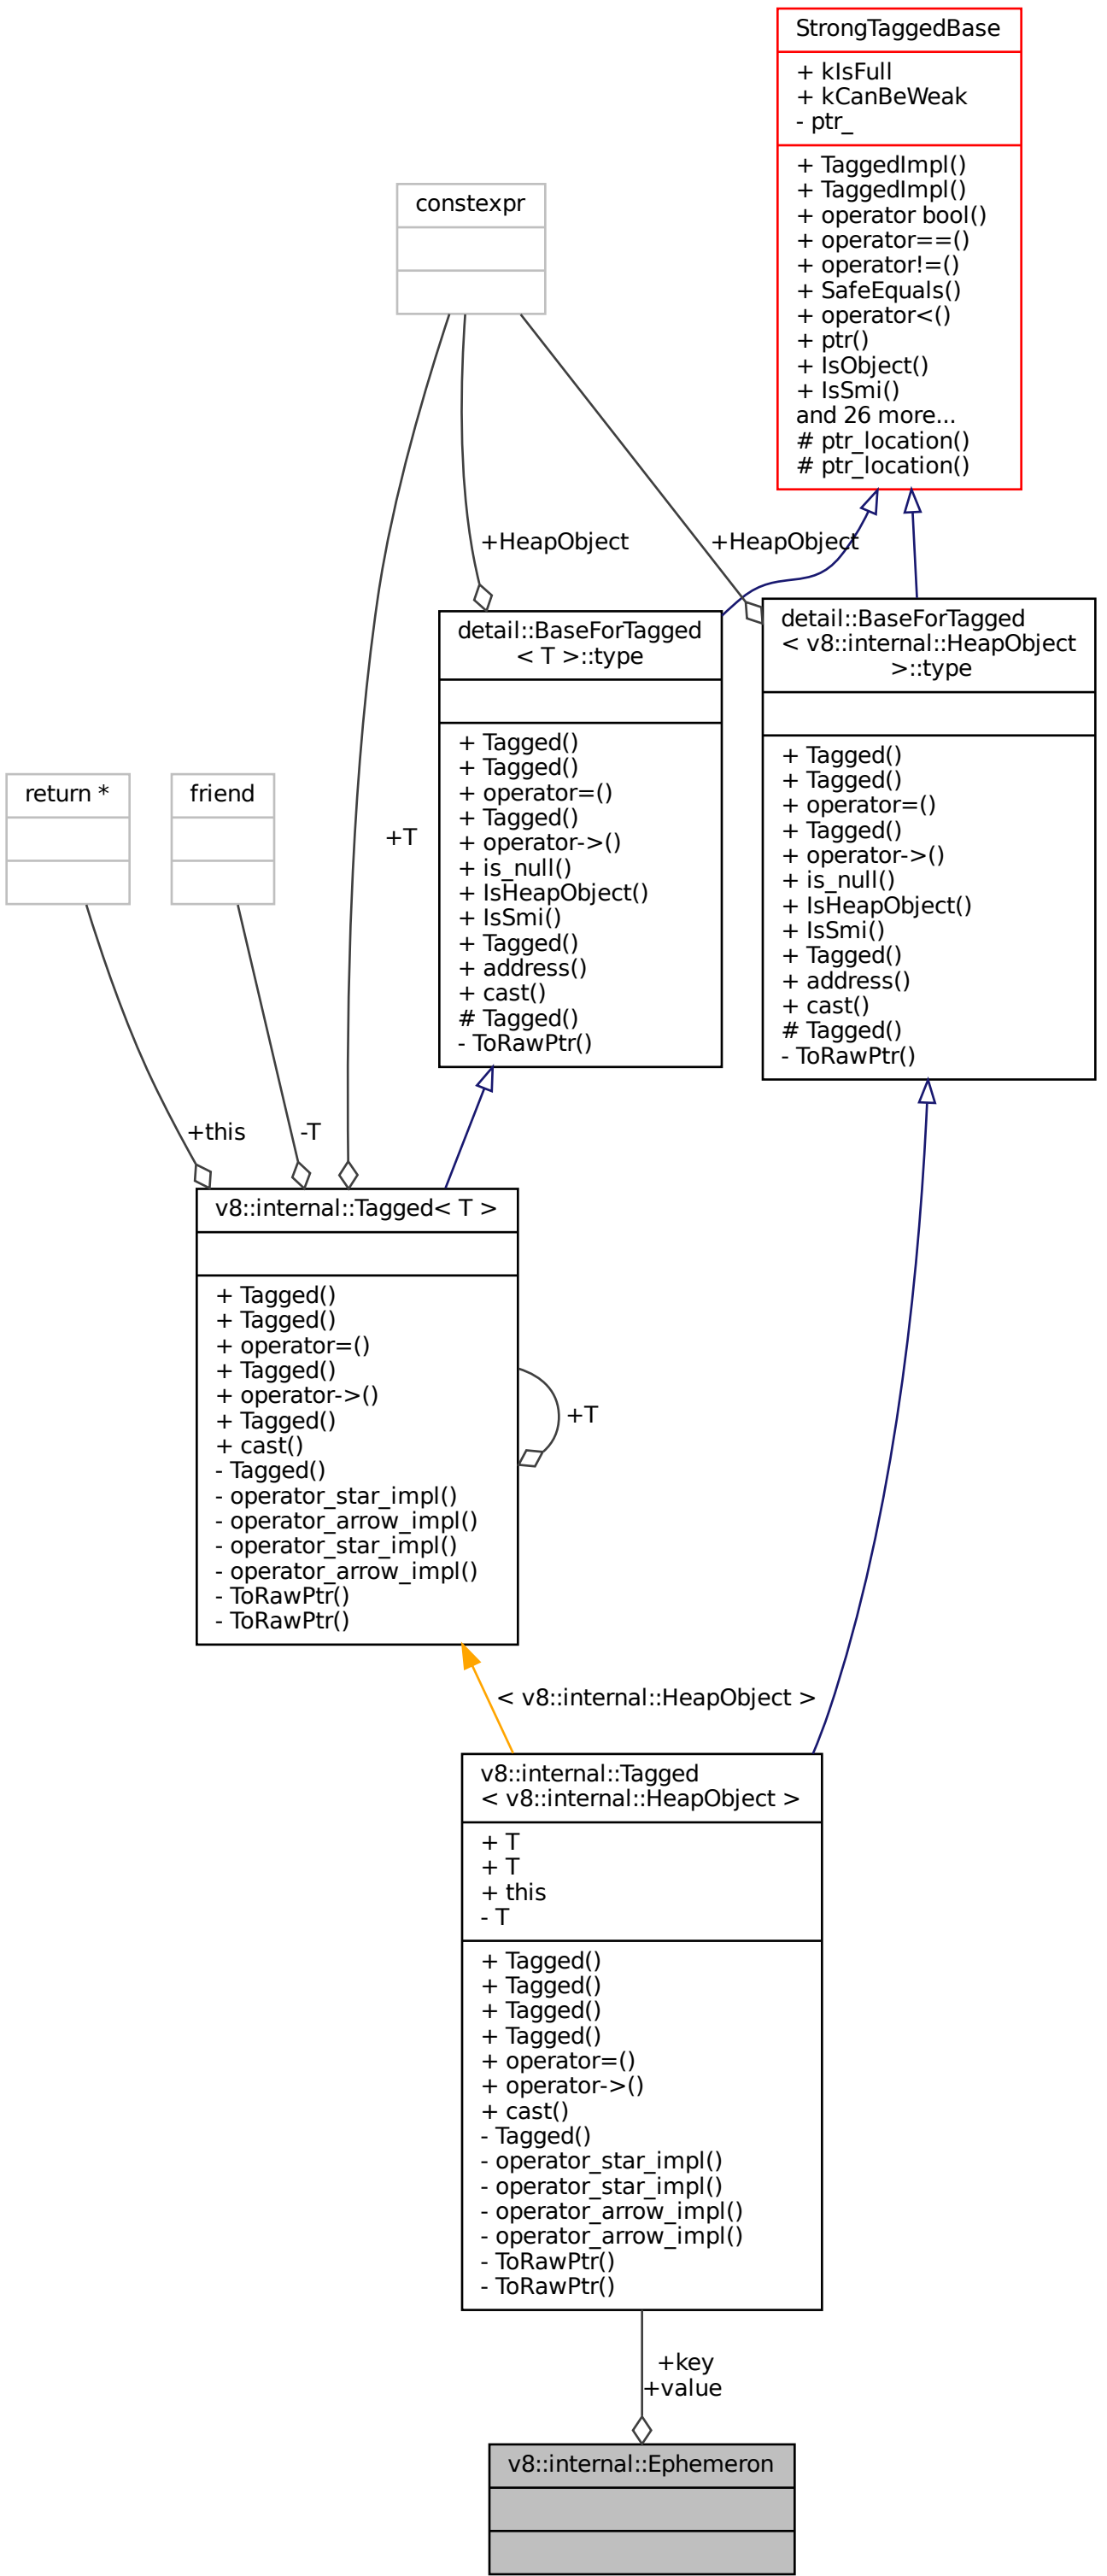 StrongTaggedBase
+ kIsFull
+ kCanBeWeak
- ptr_
+ TaggedImpl()
+ TaggedImpl()
+ operator bool()
+ operator==()
+ operator!=()
+ SafeEquals()
+ operator<()
+ ptr()
+ IsObject()
+ IsSmi()
and 26 more...
# ptr_location()
# ptr_location()
constexpr
+HeapObject
+HeapObject
detail::BaseForTagged
< T >::type
+ Tagged()
+ Tagged()
+ operator=()
+ Tagged()
+ operator->()
+ is_null()
+ IsHeapObject()
+ IsSmi()
+ Tagged()
+ address()
+ cast()
# Tagged()
- ToRawPtr()
detail::BaseForTagged
< v8::internal::HeapObject
>::type
+ Tagged()
+ Tagged()
+ operator=()
+ Tagged()
+ operator->()
+ is_null()
+ IsHeapObject()
+ IsSmi()
+ Tagged()
+ address()
+ cast()
# Tagged()
- ToRawPtr()
return *
friend
+T
+this
-T
v8::internal::Tagged< T >
+ Tagged()
+ Tagged()
+ operator=()
+ Tagged()
+ operator->()
+ Tagged()
+ cast()
- Tagged()
- operator_star_impl()
- operator_arrow_impl()
- operator_star_impl()
- operator_arrow_impl()
- ToRawPtr()
- ToRawPtr()
+T
< v8::internal::HeapObject >
v8::internal::Tagged
< v8::internal::HeapObject >
+ T
+ T
+ this
- T
+ Tagged()
+ Tagged()
+ Tagged()
+ Tagged()
+ operator=()
+ operator->()
+ cast()
- Tagged()
- operator_star_impl()
- operator_star_impl()
- operator_arrow_impl()
- operator_arrow_impl()
- ToRawPtr()
- ToRawPtr()
+key
+value
v8::internal::Ephemeron